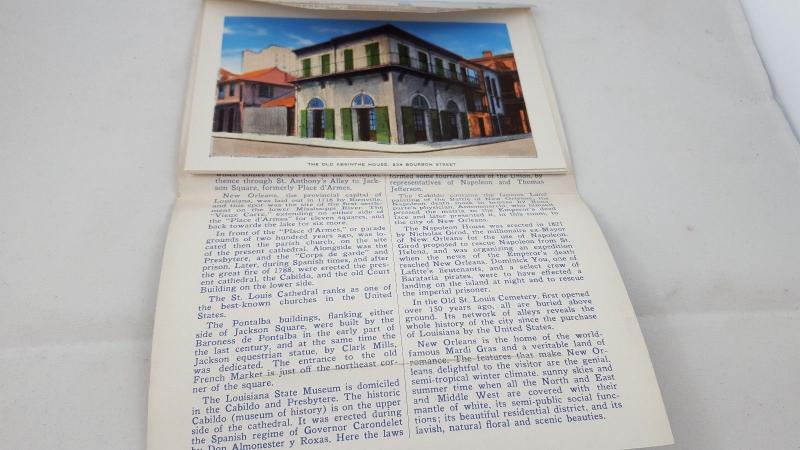 THE OLD ABSINTHE HOUSE, 234 BOURBON STREET
which comes into the rear of the Cathedral,
thence through St. Anthony's Alley to Jack-
son Square, formerly Place d'Armes.
New Orleans, the provincial capital of
Louisiana, was laid out in 1718 by Bienville,
and this spot was the site of the first settle-
ment on the lower Mississippi River. The
"Vieux Carre," extending on either side of
the "Place d'Armes" for eleven squares, and
back towards the lake for six more.
In front of the "Place d'Armes," or parade
grounds of two hundred years ago, was lo-
cated then the parish church, on the site
of the present cathedral. Alongside was the
Presbytere, and the "Corps de garde" and
prison. Later, during Spanish times, and after
the great fire of 1788, were erected the pres-
ent cathedral, the Cabildo, and the old Court
Building on the lower side.
The St. Louis Cathedral ranks as one of
the best-known churches in the United
States.
The Pontalba buildings, flanking either
side of Jackson Square, were built by the
Baroness de Pontalba in the early part of
the last century, and at the same time the
Jackson equestrian statue, by Clark Mills,
was dedicated. The entrance to the old
French Market is just off the northeast cor-
ner of the square.
The Louisiana State Museum is domiciled
in the Cabildo and Presbytere. The historic
Cabildo (museum of history) is on the upper
side of the cathedral. It was erected during
the Spanish regime of Governor Carondelet
by Don Almonester y Roxas. Here the laws
formed some fourteen states of the Union, by
representatives of Napoleon and Thomas
Jefferson.
The Cabildo contains the famous Laud
painting of the Battle of New Orleans, the
Napoleon death mask
face and later presented it, in this room, to
the city of New Orleans.
The Napoleon House was erected in 1821
by Nicholas Girod, the millionaire ex-Mayor
of New Orleans for the use of Napoleon.
Girod proposed to rescue Napoleon from St.
Helena, and was organizing an expedition
when the news of the Emperor's death
reached New Orleans. Dominick You, one of
Lafitte's lieutenants, and a select crew of
Barataria pirates, were to have effected a
landing on the island at night and to rescue
the imperial prisoner.
In the Old St. Louis Cemetery, first opened
over 150 years ago, all are buried above
ground. Its network of alleys reveals the
whole history of the city since the purchase
of Louisiana by the United States.
New Orleans is the home of the world-
famous Mardi Gras and a veritable land of
romance. The features that make New Or-
leans delightful to the visitor are the genial,
semi-tropical winter climate, sunny skies and
summer time when all the North and East
and Middle West are covered with their
mantle of white, its semi-public social func-
tions; its beautiful residential district, and its
lavish, natural floral and scenic beauties.